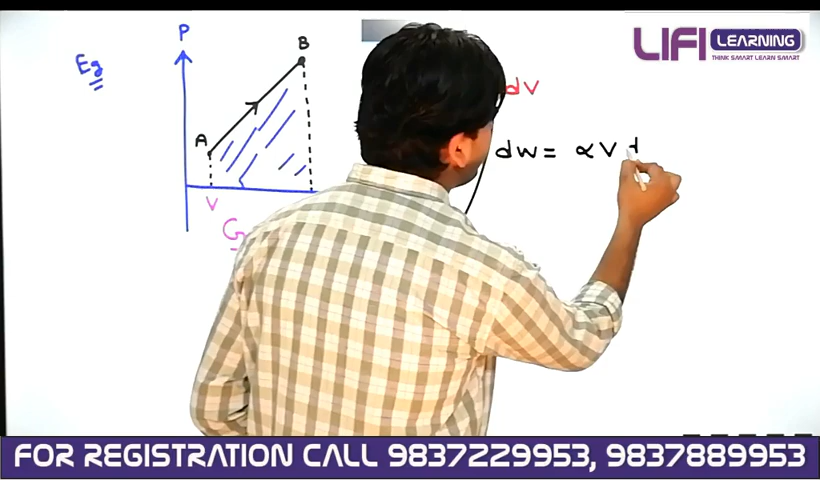 LIFI LEARNING
THINK SMART LEARN SMART
Eg
P
B
A
V
dV
dW = αV
FOR REGISTRATION CALL 9837229953, 9837889953